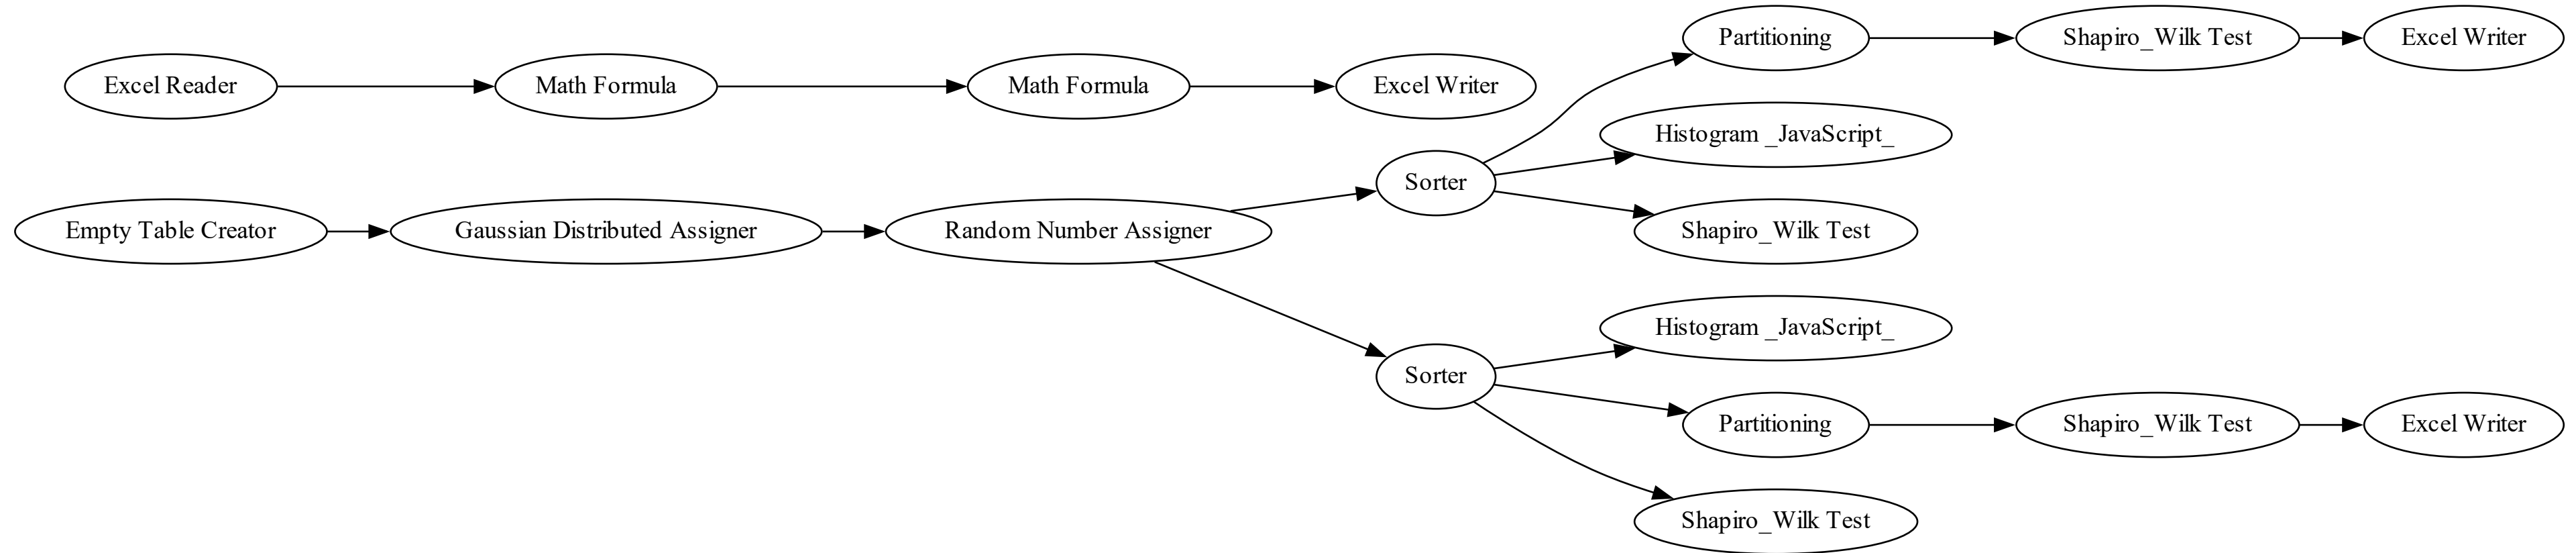 Partitioning
Shapiro_Wilk Test
Excel Writer
Excel Reader
Math Formula
Math Formula
Excel Writer
Histogram _JavaScript_
Sorter
Empty Table Creator
Gaussian Distributed Assigner
Random Number Assigner
Shapiro_Wilk Test
Histogram _JavaScript_
Sorter
Partitioning
Shapiro_Wilk Test
Excel Writer
Shapiro_Wilk Test